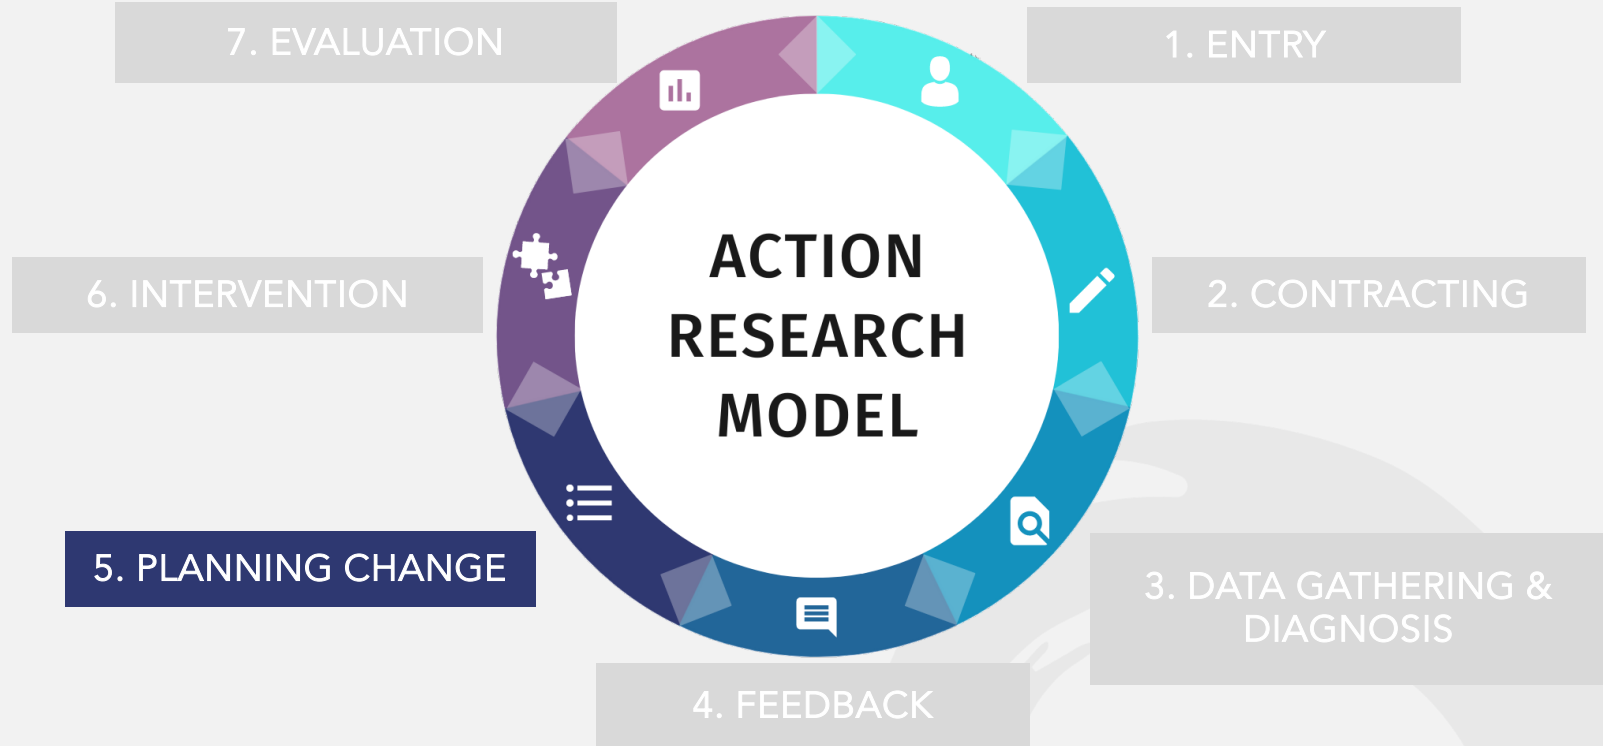 7. EVALUATION
1. ENTRY
ACTION
RESEARCH
MODEL
6. INTERVENTION
2. CONTRACTING
5. PLANNING CHANGE
3. DATA GATHERING &
DIAGNOSIS
4. FEEDBACK